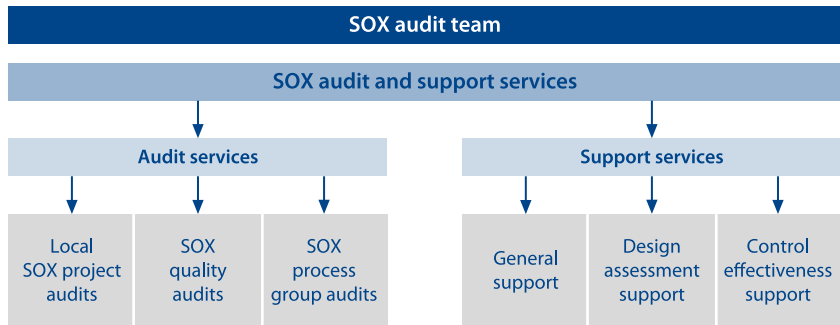 SOX audit team
SOX audit and support services
Audit services
Support services
Local
SOX project
audits
SOX
quality
audits
SOX
process
group audits
General
support
Design
assessment
support
Control
effectiveness
support